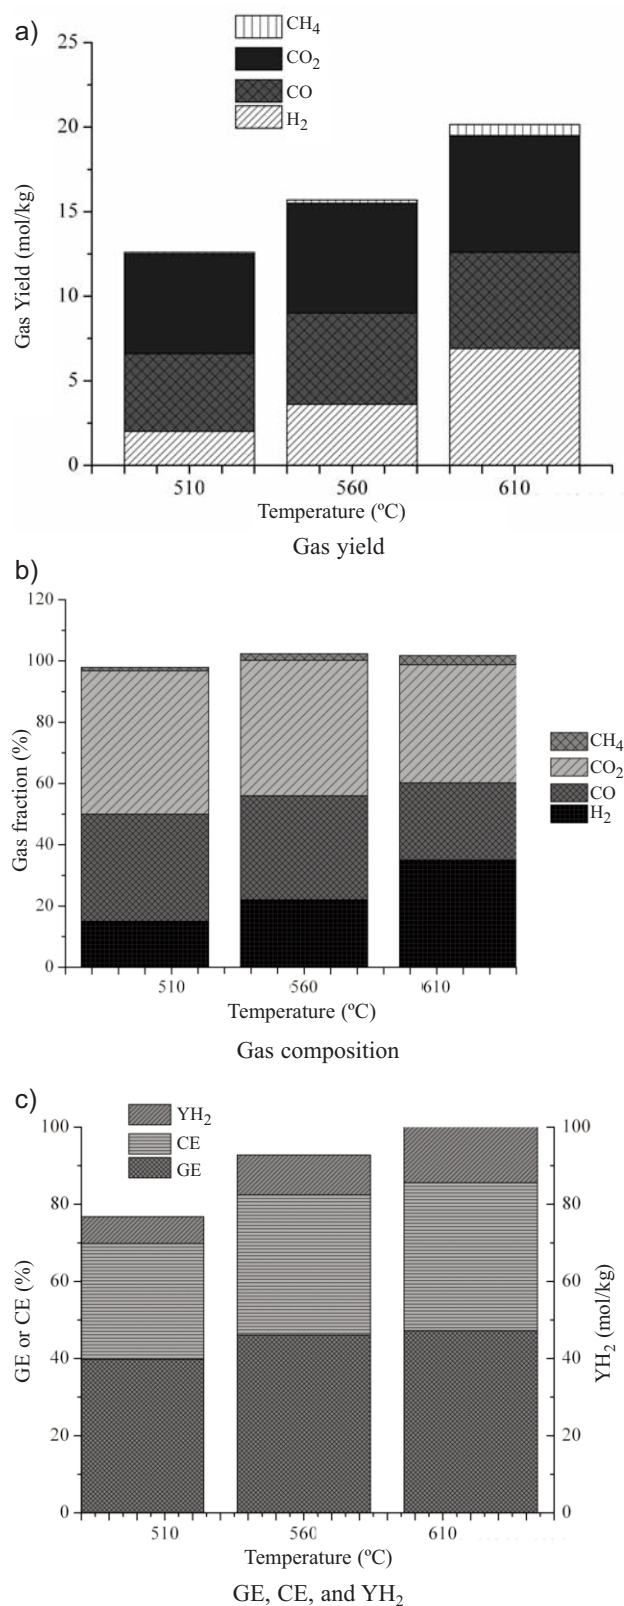 a)
CH4
CO2
CO
H2
25
20
15
10
5
0
Gas Yield (mol/kg)
510 560 610
Temperature (ºC)
Gas yield
b)
120
100
80
60
40
20
0
Gas fraction (%)
CH4
CO2
CO
H2
510 560 610
Temperature (ºC)
Gas composition
c)
YH2
CE
GE
100
80
60
40
20
0
GE or CE (%)
100
80
60
40
20
0
YH2 (mol/kg)
510 560 610
Temperature (ºC)
GE, CE, and YH2